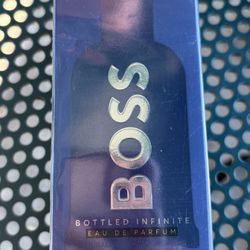 BOSS
BOTTLED INFINITE
EAU DE PARFUM